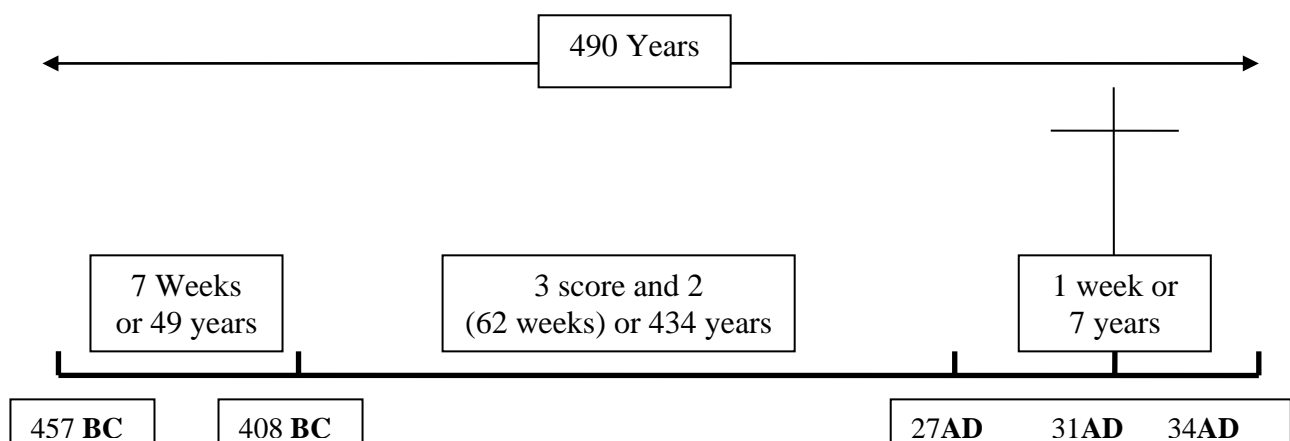 490 Years
7 Weeks
or 49 years
3 score and 2
(62 weeks) or 434 years
1 week or
7 years
457 BC
408 BC
27AD 31AD 34AD